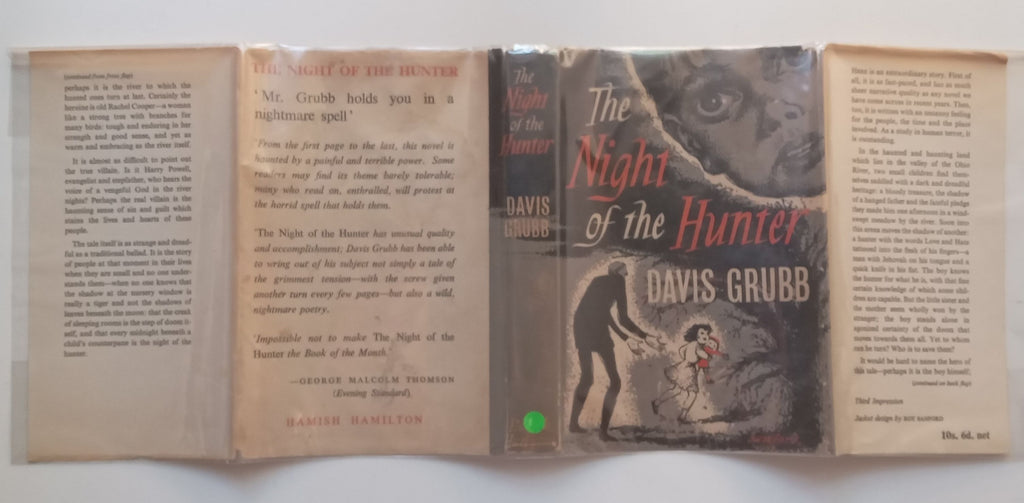 (continued from front flap)
perhaps it is the river to which the
hunted ones turn at last. Certainly the
heroine is old Rachel Cooper—a woman
like a strong tree with branches for
many birds: tough and enduring in her
strength and good sense, and yet as
warm and embracing as the river itself.
It is almost as difficult to point out
the true villain. Is it Harry Powell,
evangelist and stepfather, who hears the
voice of a vengeful God in the river
nights? Perhaps the real villain is the
haunting sense of sin and guilt which
stains the lives and hearts of these
people.
The tale itself is as strange and dread-
ful as a traditional ballad. It is the story
of people at that moment in their lives
when they are small and no one under-
stands them—when no one knows that
the shadow at the nursery window is
really a tiger and not the shadows of
leaves beneath the moon; that the creak
of sleeping rooms is the step of doom it-
self, and that every midnight beneath a
child's counterpane is the night of the
hunter.
THE NIGHT OF THE HUNTER
'Mr. Grubb holds you in a
nightmare spell'
'From the first page to the last, this novel is
haunted by a painful and terrible power. Some
readers may find its theme barely tolerable;
many who read on, enthralled, will protest at
the horrid spell that holds them.
'The Night of the Hunter has unusual quality
and accomplishment; Davis Grubb has been able
to wring out of his subject not simply a tale of
the grimmest tension—with the screw given
another turn every few pages—but also a wild,
nightmare poetry.
'Impossible not to make The Night of the
Hunter the Book of the Month.'
—GEORGE MALCOLM THOMSON
(Evening Standard)
HAMISH HAMILTON
The
Night
of the
Hunter
DAVIS
GRUBB
The
Night
of the Hunter
DAVIS GRUBB
Here is an extraordinary story. First of
all, it is as fast-paced, and has as much
sheer narrative quality as any novel we
have come across in recent years. Then,
too, it is written with an uncanny feeling
for the people, the time and the place
involved. As a study in human terror, it
is outstanding.
In the haunted and haunting land
which lies in the valley of the Ohio
River, two small children find them-
selves saddled with a dark and dreadful
heritage: a bloody treasure, the shadow
of a hanged father and the fateful pledge
they made him one afternoon in a wind-
swept meadow by the river. Soon into
this arena moves the shadow of another:
a hunter with the words Love and Hate
tattooed into the flesh of his fingers—a
man with Jehovah on his tongue and a
quick knife in his fist. The boy knows
the hunter for what he is, with that fine
certain knowledge of which some chil-
dren are capable. But the little sister and
the mother seem wholly won by the
stranger; the boy stands alone in
agonized certainty of the doom that
moves towards them all. Yet to whom
can he turn? Who is to save them?
It would be hard to name the hero of
this tale—perhaps it is the boy himself;
(continued on back flap)
Third Impression
Jacket design by ROY SANFORD
10s. 6d. net